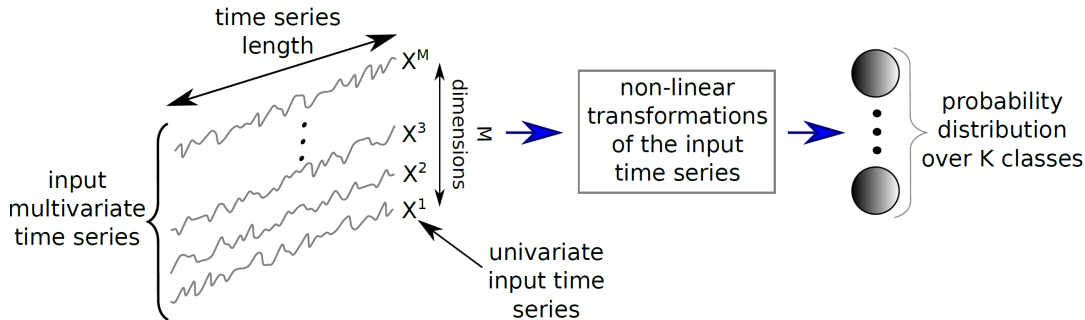 time series
length
X^M
X^3
X^2
X^1
M
dimensions
input
multivariate
time series
univariate
input time
series
non-linear
transformations
of the input
time series
probability
distribution
over K classes